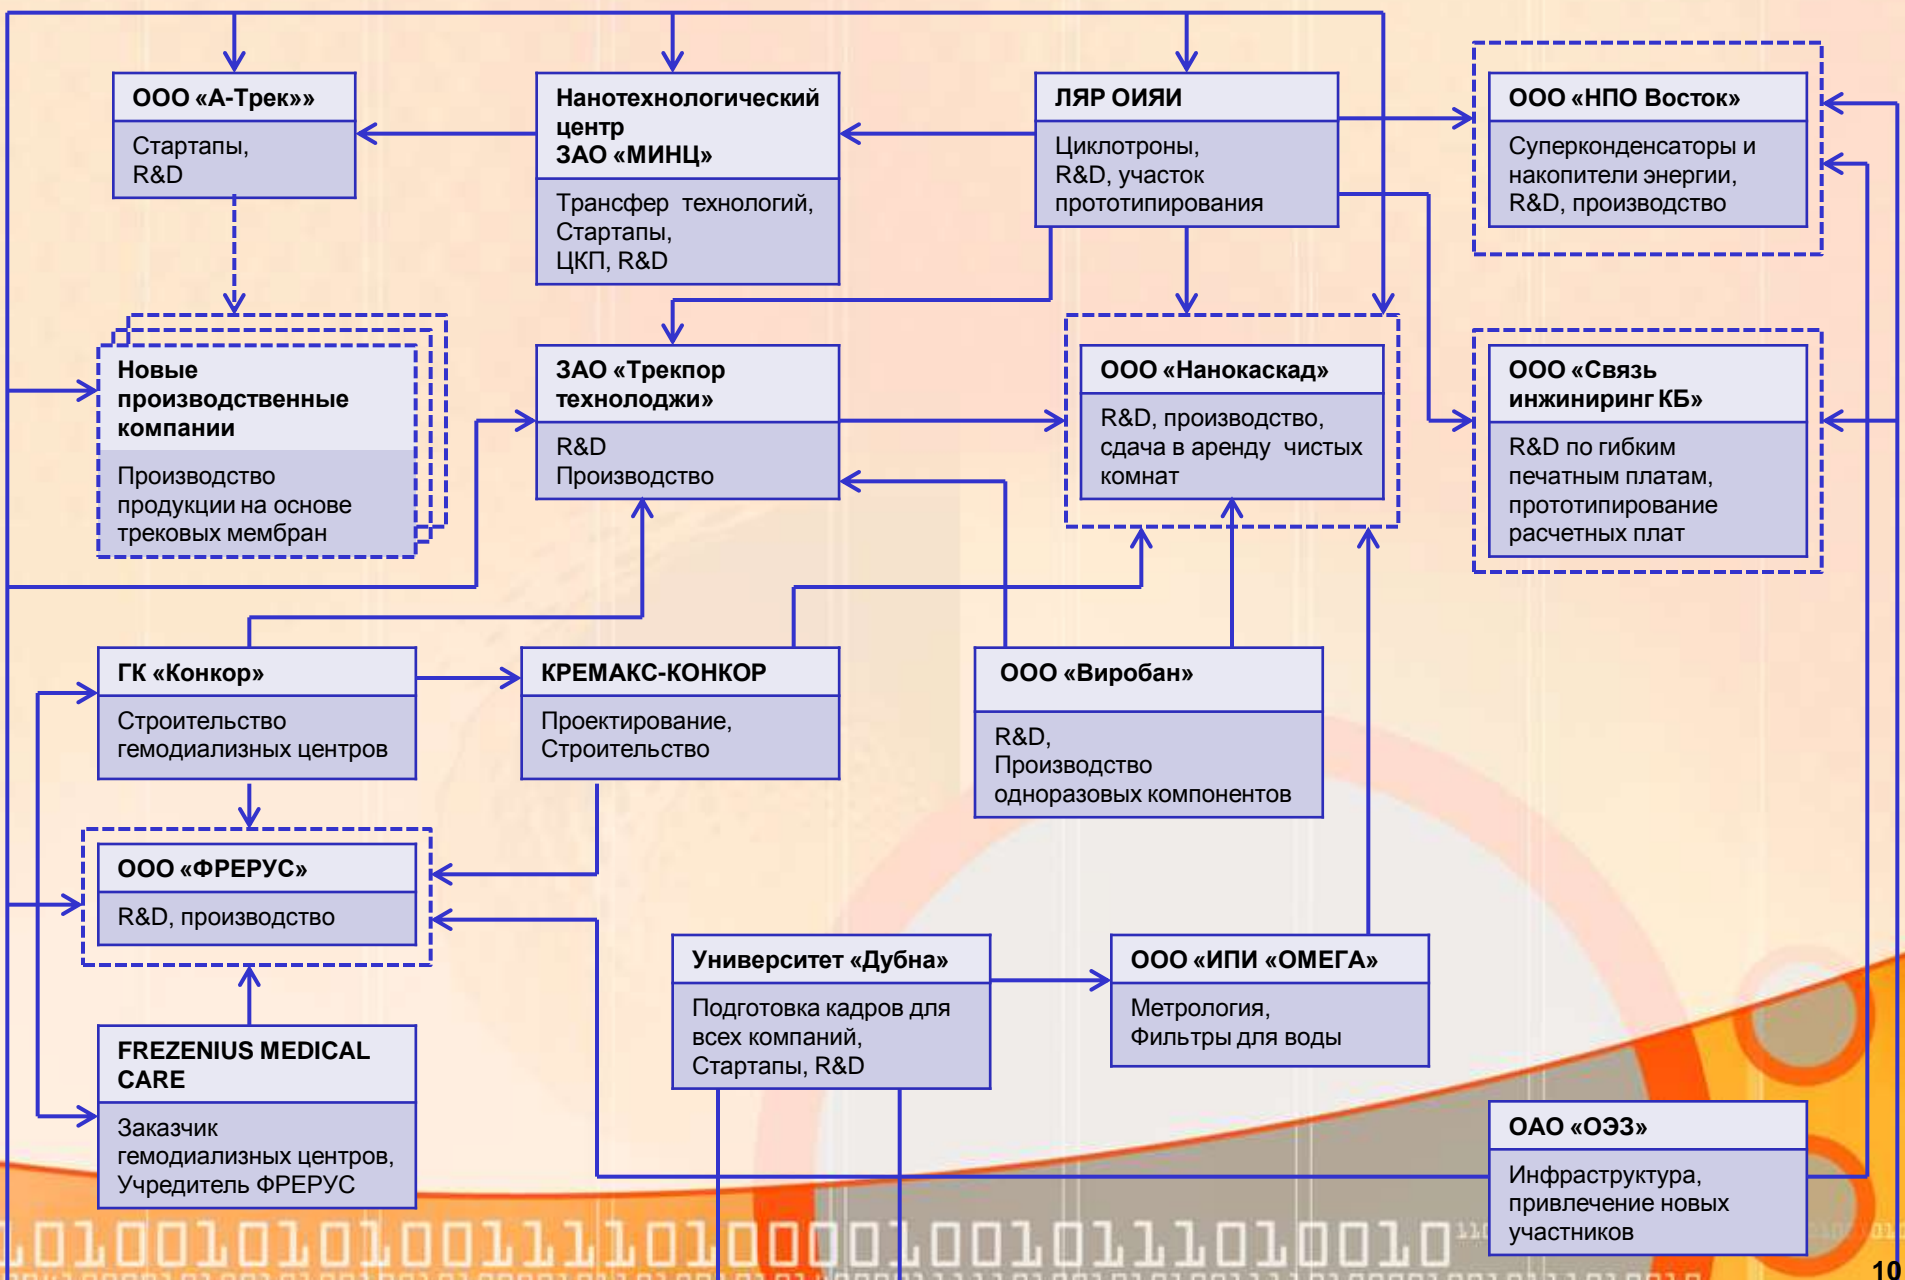 ООО «А-Трек»»
Стартапы,
R&D
Нанотехнологический
центр
ЗАО «МИНЦ»
Трансфер технологий,
Стартапы,
ЦКП, R&D
ЛЯР ОИЯИ
Циклотроны,
R&D, участок
прототипирования
ООО «НПО Восток»
Суперконденсаторы и
накопители энергии,
R&D, производство
Новые
производственные
компании
Производство
продукции на основе
трековых мембран
ЗАО «Трекпор
технолоджи»
R&D
Производство
ООО «Нанокаскад»
R&D, производство,
сдача в аренду чистых
комнат
ООО «Связь
инжиниринг КБ»
R&D по гибким
печатным платам,
прототипирование
расчетных плат
ГК «Конкор»
Строительство
гемодиализных центров
КРЕМАКС-КОНКОР
Проектирование,
Строительство
ООО «Виробан»
R&D,
Производство
одноразовых компонентов
ООО «ФРЕРУС»
R&D, производство
Университет «Дубна»
Подготовка кадров для
всех компаний,
Стартапы, R&D
ООО «ИПИ «ОМЕГА»
Метрология,
Фильтры для воды
FREZENIUS MEDICAL
CARE
Заказчик
гемодиализных центров,
Учредитель ФРЕРУС
ОАО «ОЭЗ»
Инфраструктура,
привлечение новых
участников
10